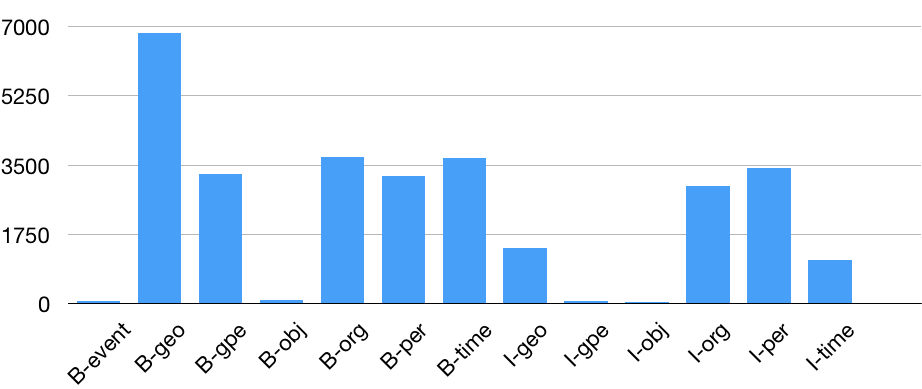 7000
5250
3500
1750
0
B-event
B-geo
B-gpe
B-obj
B-org
B-per
B-time
I-geo
I-gpe
I-obj
I-org
I-per
I-time